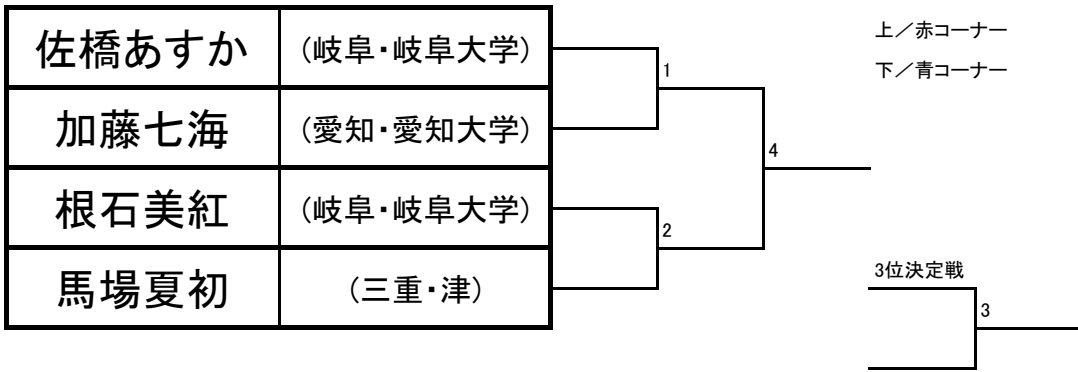 佐橋あすか (岐阜・岐阜大学)
加藤七海 (愛知・愛知大学)
根石美紅 (岐阜・岐阜大学)
馬場夏初 (三重・津)
1
2
4
上／赤コーナー
下／青コーナー
3位決定戦
3